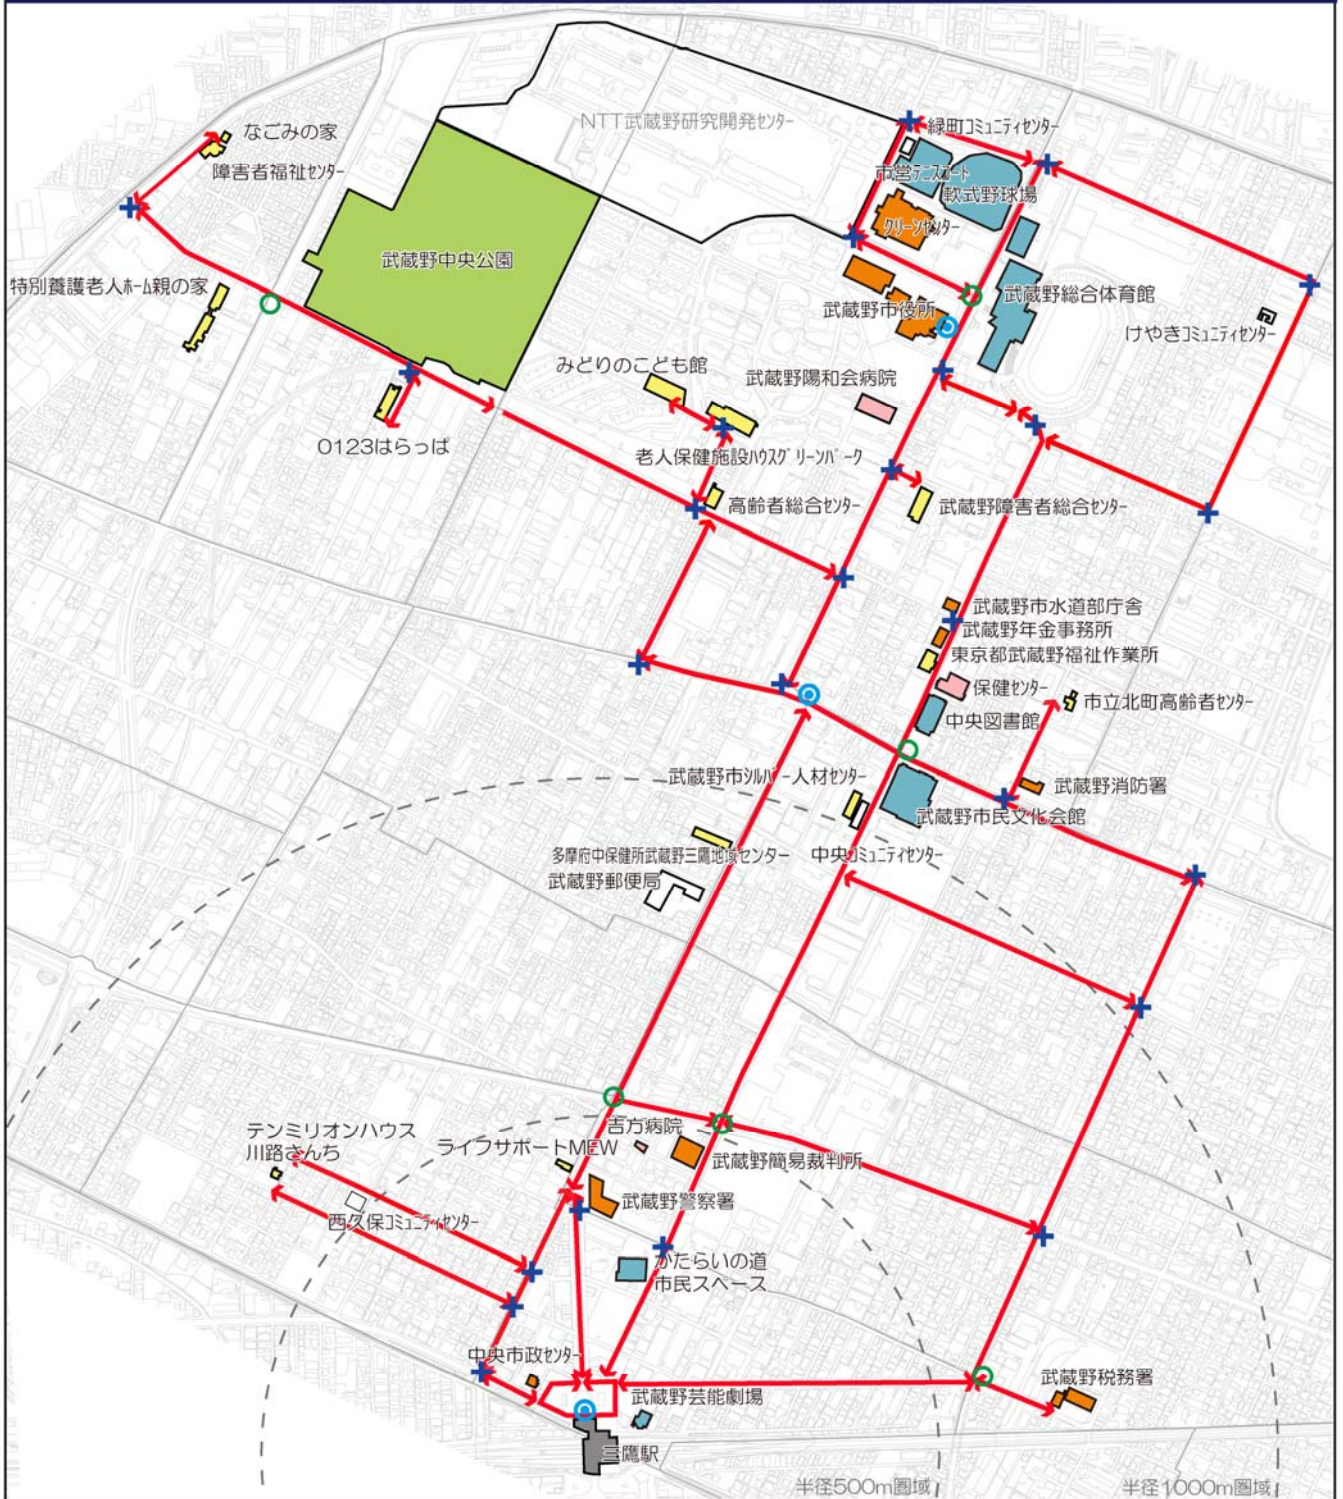 NTT武蔵野研究開発センター
緑町コミュニティセンター
なごみの家
障害者福祉センター
市営テニスコート
軟式野球場
クリーンセンター
武蔵野中央公園
特別養護老人ホーム親の家
武蔵野総合体育館
武蔵野市役所
けやきコミュニティセンター
みどりのこども館
武蔵野陽和会病院
0123はらっぱ
老人保健施設ハウスグリーンパーク
高齢者総合センター
武蔵野障害者総合センター
武蔵野市水道部庁舎
武蔵野年金事務所
東京都武蔵野福祉作業所
保健センター
市立北町高齢者センター
中央図書館
武蔵野市シルバー人材センター
武蔵野消防署
武蔵野市民文化会館
多摩府中保健所武蔵野三鷹地域センター
中央コミュニティセンター
武蔵野郵便局
テンミリオンハウス
川路さんち
吉方病院
ライフサポートMEW
武蔵野簡易裁判所
武蔵野警察署
西久保コミュニティセンター
かたらいの道
市民スペース
中央市政センター
武蔵野税務署
武蔵野芸能劇場
三鷹駅
半径500m圏域
半径1000m圏域